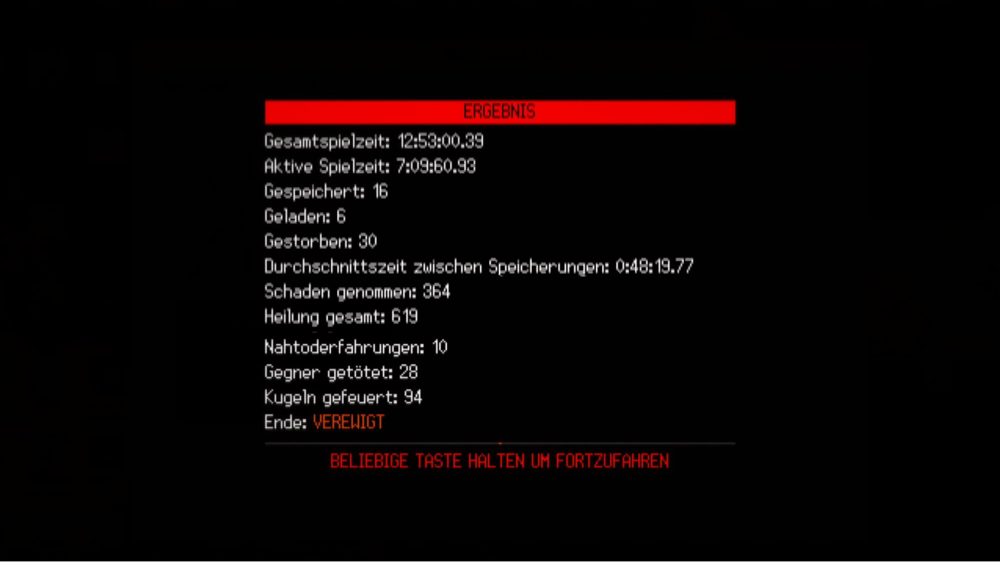 ERGEBNIS
Gesamtspielzeit: 12:53:00.39
Aktive Spielzeit: 7:09:60.93
Gespeichert: 16
Geladen: 6
Gestorben: 30
Durchschnittszeit zwischen Speicherungen: 0:48:19.77
Schaden genommen: 364
Heilung gesamt: 619
Nahtoderfahrungen: 10
Gegner getötet: 28
Kugeln gefeuert: 94
Ende: VEREWIGT
BELIEBIGE TASTE HALTEN UM FORTZUFAHREN